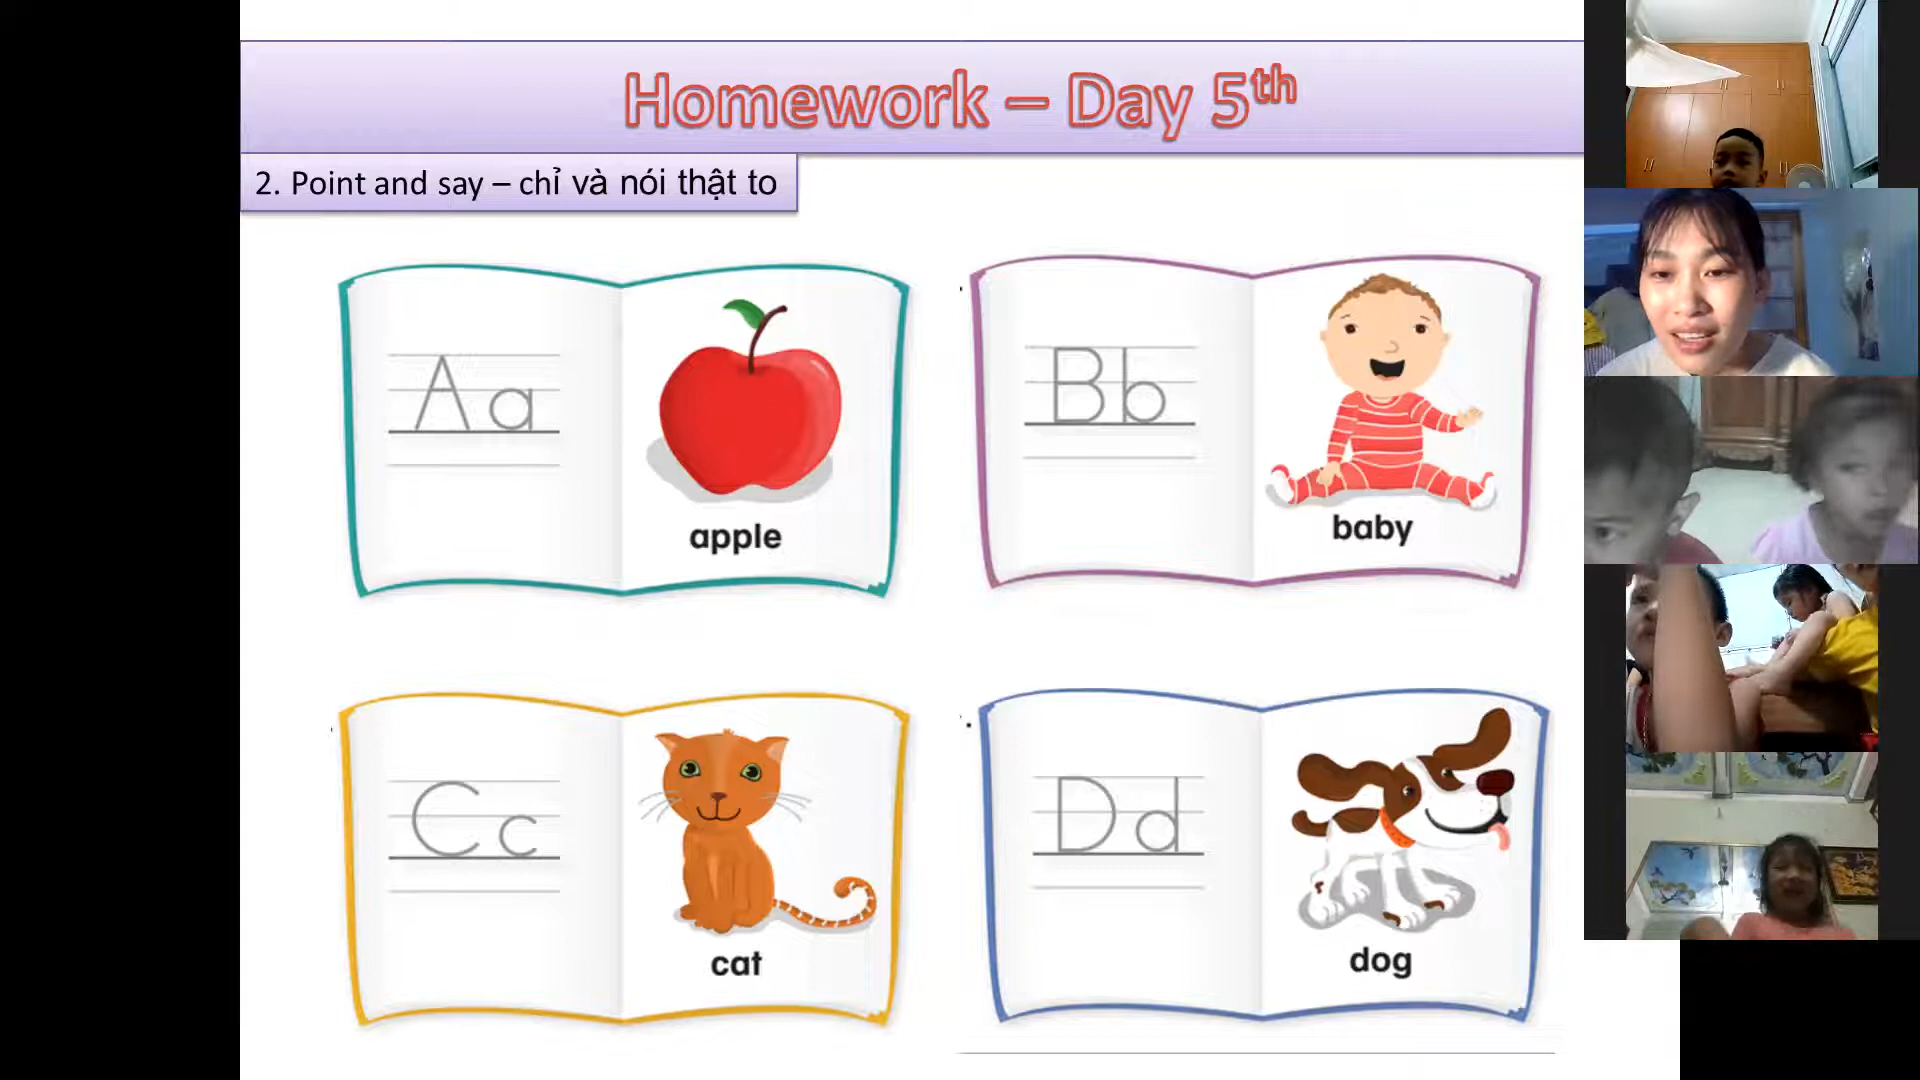 Homework – Day 5th
2. Point and say – chỉ và nói thật to
Aa
apple
Bb
baby
Cc
cat
Dd
dog